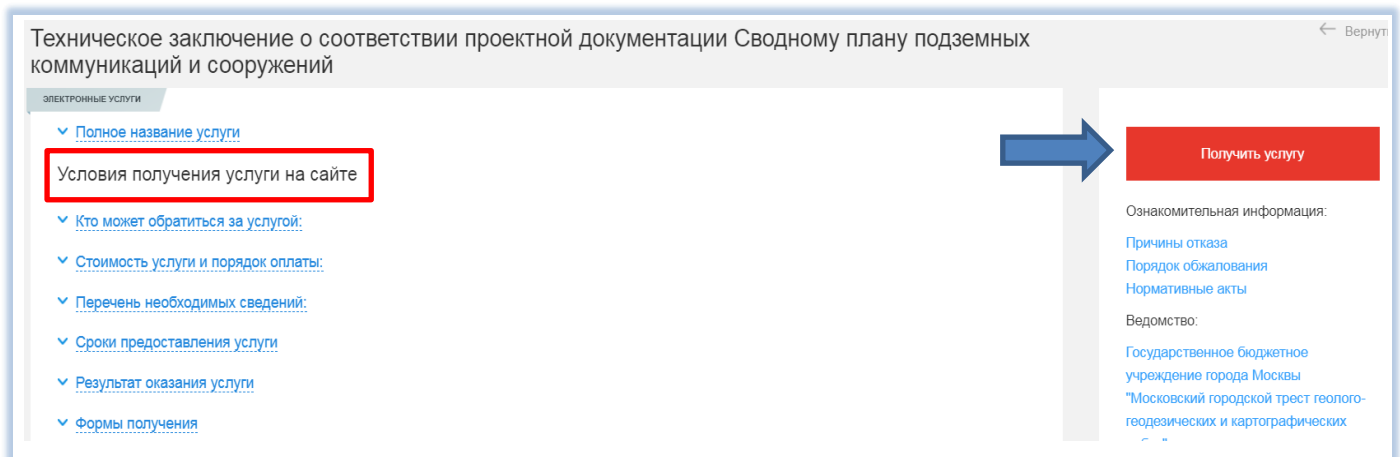 Техническое заключение о соответствии проектной документации Сводному плану подземных
коммуникаций и сооружений
ЭЛЕКТРОННЫЕ УСЛУГИ
Полное название услуги
Условия получения услуги на сайте
Кто может обратиться за услугой:
Стоимость услуги и порядок оплаты:
Перечень необходимых сведений:
Сроки предоставления услуги
Результат оказания услуги
Формы получения
Получить услугу
Ознакомительная информация:
Причины отказа
Порядок обжалования
Нормативные акты
Ведомство:
Государственное бюджетное
учреждение города Москвы
"Московский городской трест геолого-
геодезических и картографических